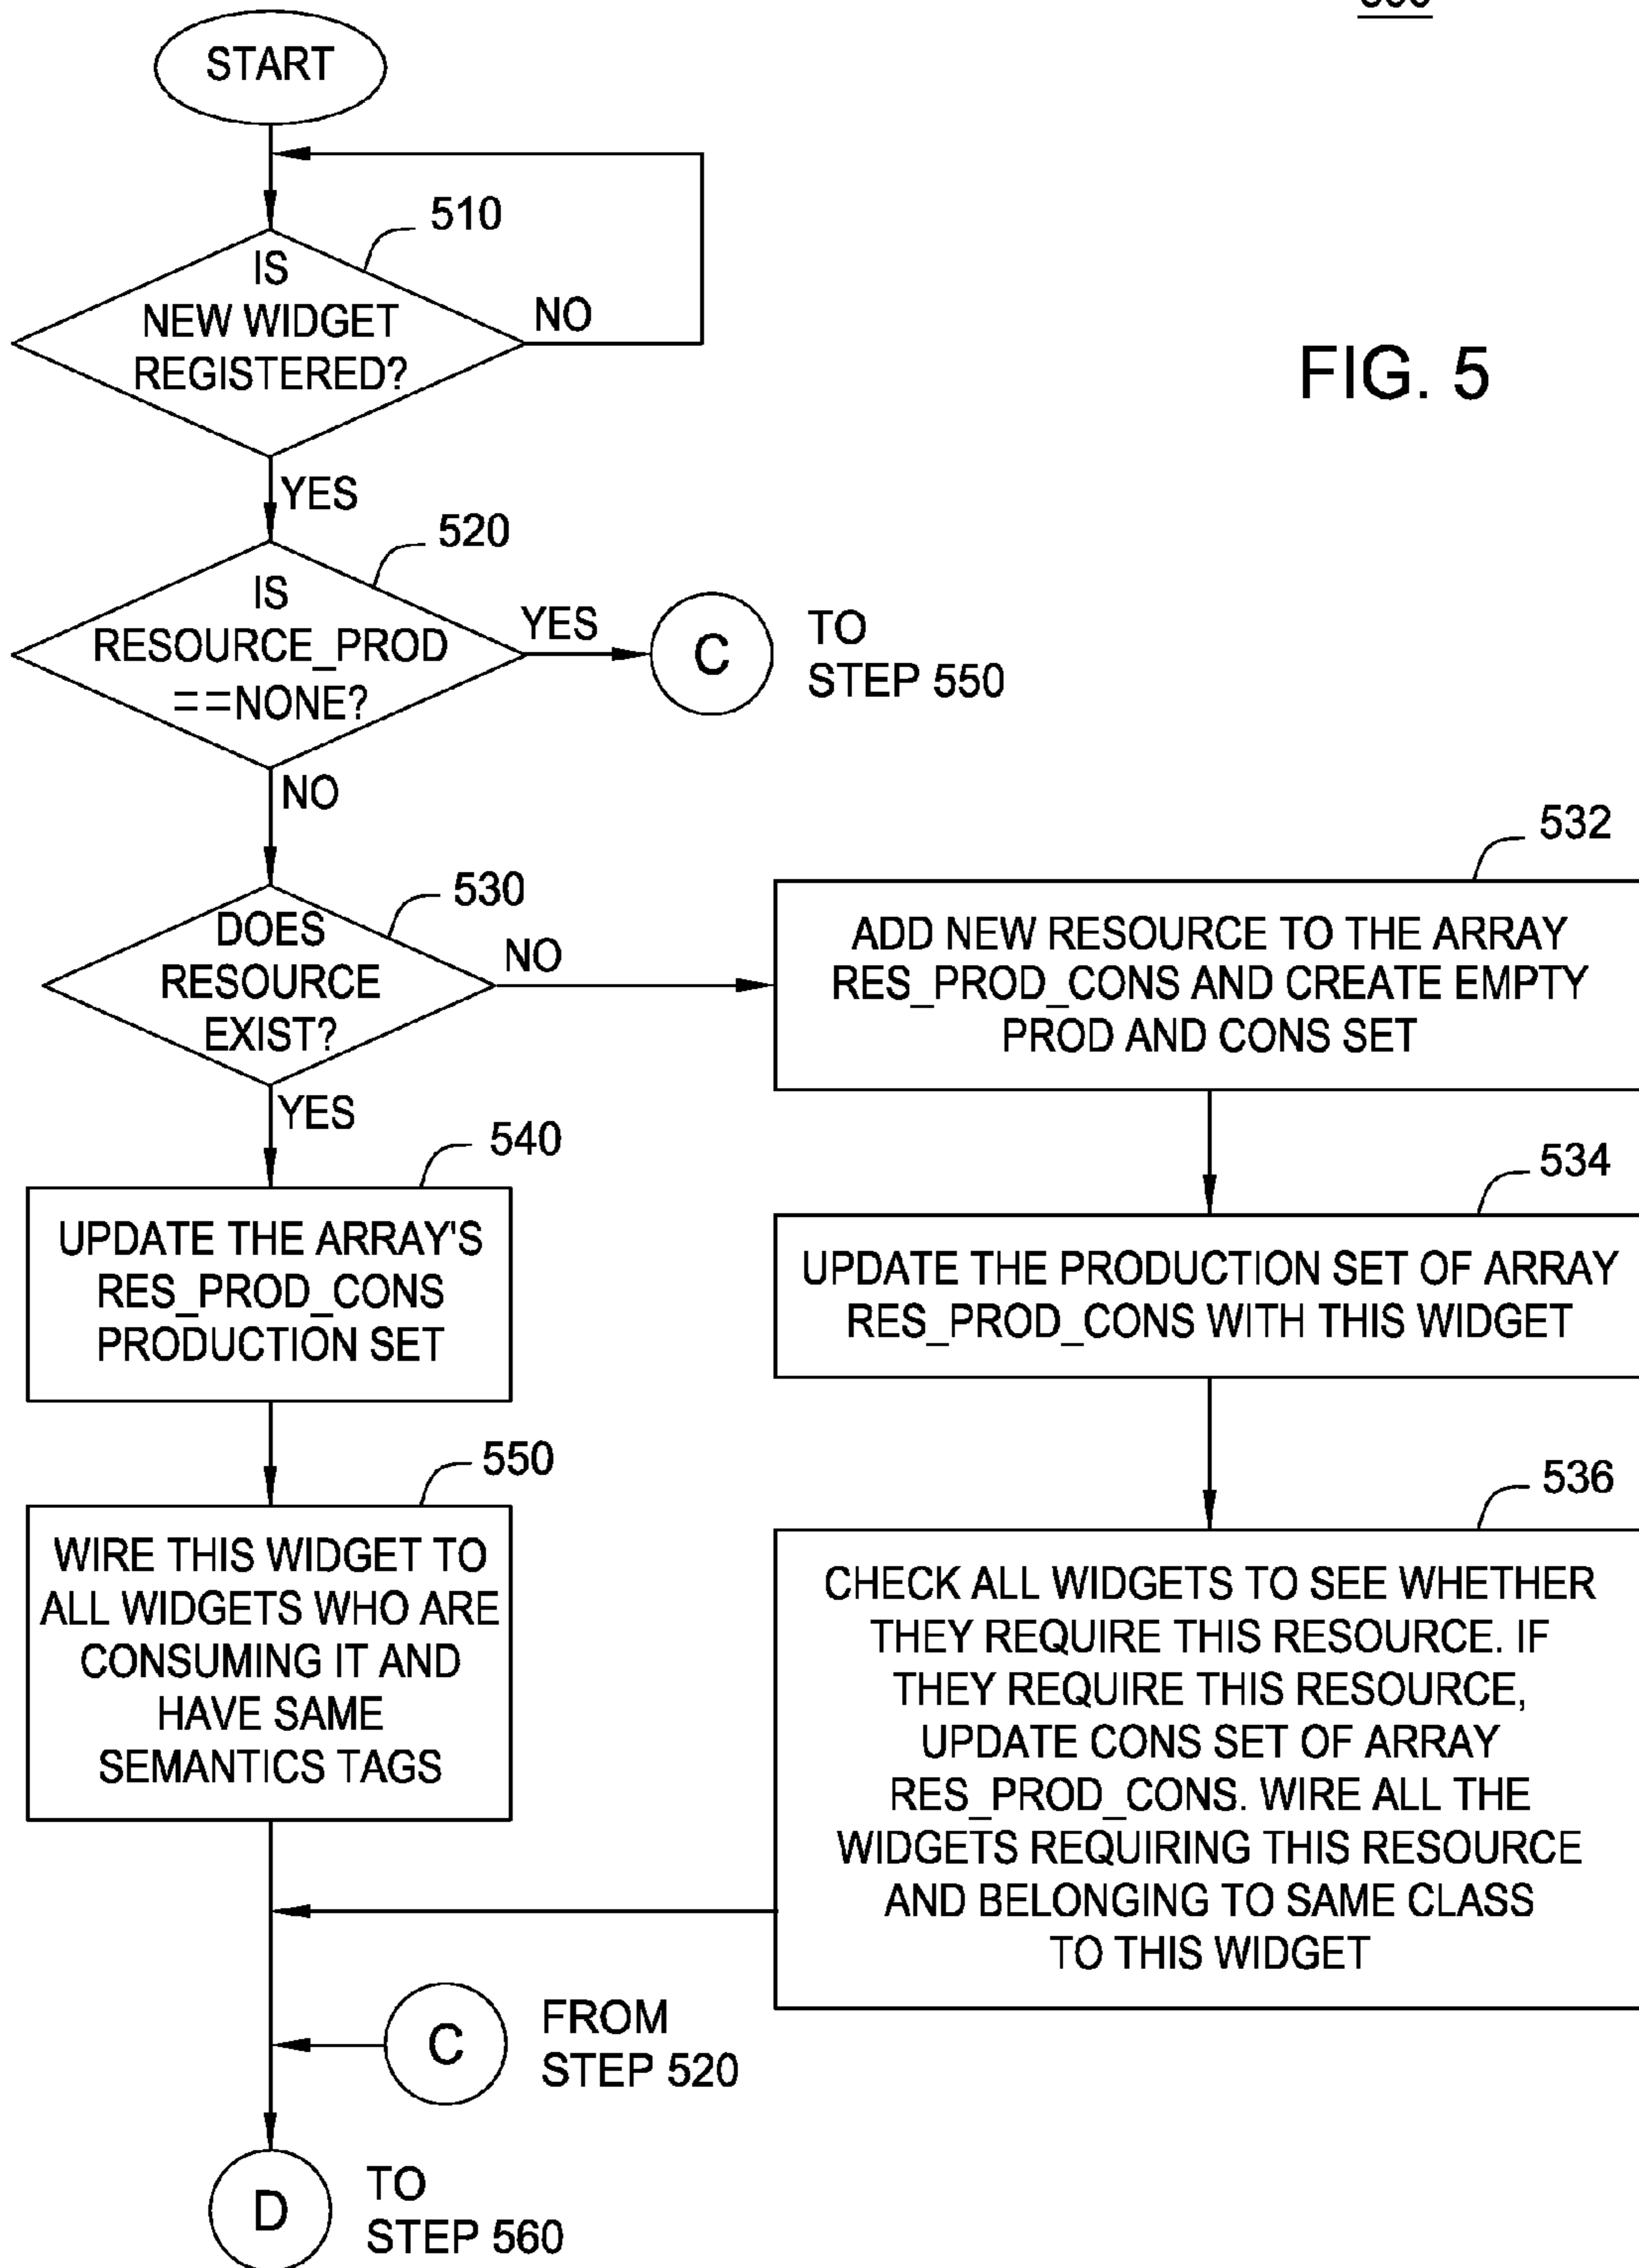 START
510
IS
NEW WIDGET
REGISTERED?
NO
FIG. 5
YES
520
IS
RESOURCE_PROD
==NONE?
YES
C
TO
STEP 550
NO
530
DOES
RESOURCE
EXIST?
NO
532
ADD NEW RESOURCE TO THE ARRAY
RES_PROD_CONS AND CREATE EMPTY
PROD AND CONS SET
YES
540
UPDATE THE ARRAY'S
RES_PROD_CONS
PRODUCTION SET
534
UPDATE THE PRODUCTION SET OF ARRAY
RES_PROD_CONS WITH THIS WIDGET
550
WIRE THIS WIDGET TO
ALL WIDGETS WHO ARE
CONSUMING IT AND
HAVE SAME
SEMANTICS TAGS
536
CHECK ALL WIDGETS TO SEE WHETHER
THEY REQUIRE THIS RESOURCE. IF
THEY REQUIRE THIS RESOURCE,
UPDATE CONS SET OF ARRAY
RES_PROD_CONS. WIRE ALL THE
WIDGETS REQUIRING THIS RESOURCE
AND BELONGING TO SAME CLASS
TO THIS WIDGET
C
FROM
STEP 520
D
TO
STEP 560